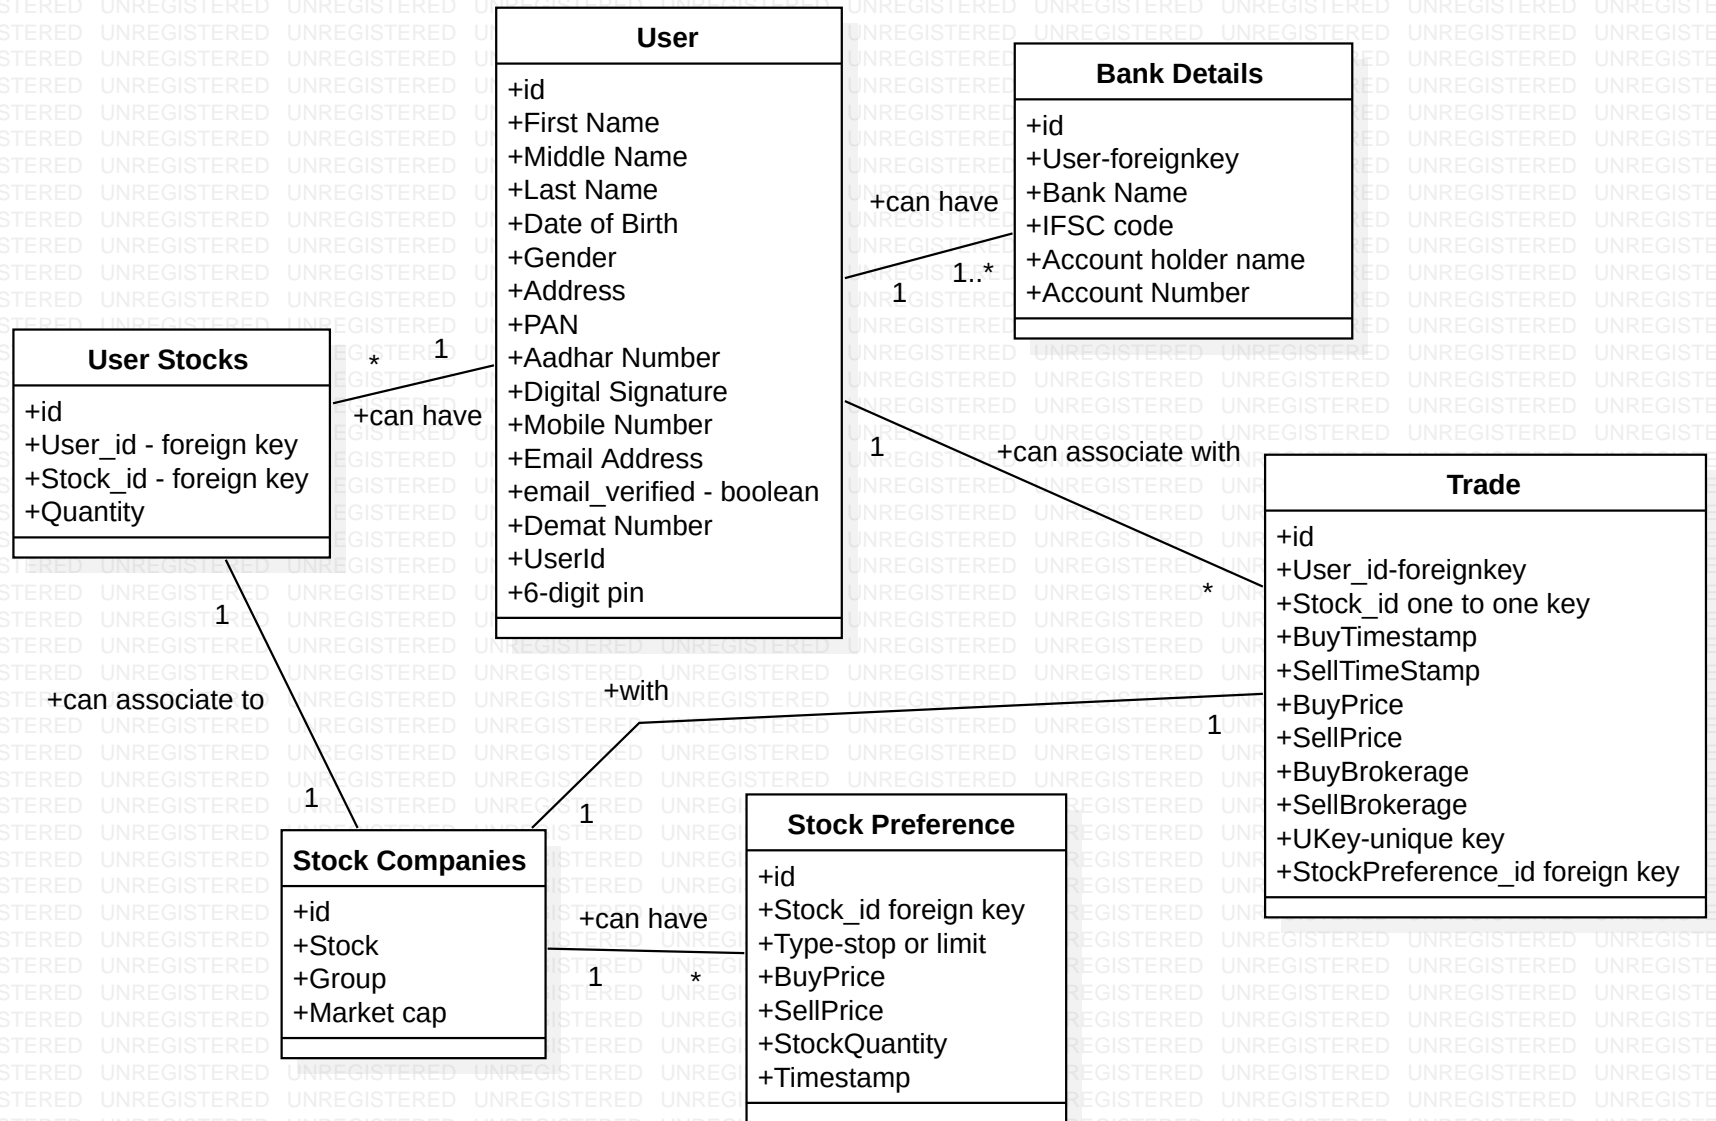 User
+id
+First Name
+Middle Name
+Last Name
+Date of Birth
+Gender
+Address
+PAN
+Aadhar Number
+Digital Signature
+Mobile Number
+Email Address
+email_verified - boolean
+Demat Number
+UserId
+6-digit pin
Bank Details
+id
+User-foreignkey
+Bank Name
+IFSC code
+Account holder name
+Account Number
+can have
1
1..*
User Stocks
+id
+User_id - foreign key
+Stock_id - foreign key
+Quantity
*
1
+can have
1
+can associate with
*
Trade
+id
+User_id-foreignkey
+Stock_id one to one key
+BuyTimestamp
+SellTimeStamp
+BuyPrice
+SellPrice
+BuyBrokerage
+SellBrokerage
+UKey-unique key
+StockPreference_id foreign key
1
+can associate to
1
+with
1
1
Stock Companies
+id
+Stock
+Group
+Market cap
+can have
1
*
Stock Preference
+id
+Stock_id foreign key
+Type-stop or limit
+BuyPrice
+SellPrice
+StockQuantity
+Timestamp
UNREGISTERED